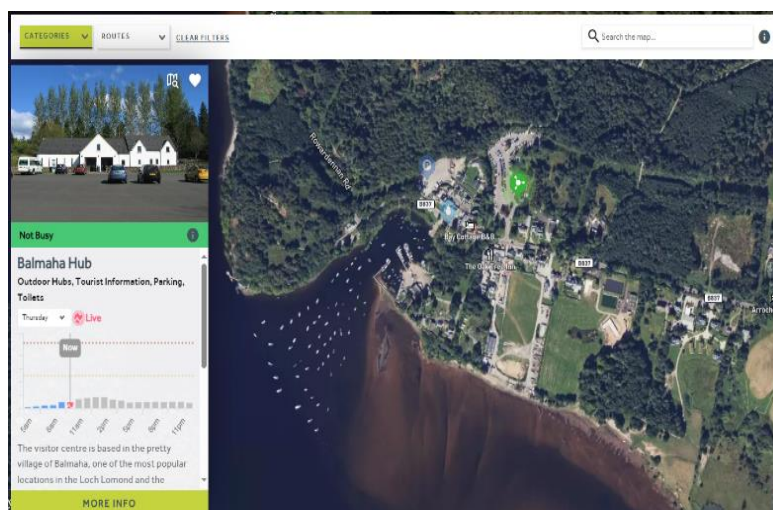 CATEGORIES
ROUTES
CLEAR FILTERS
Search the map...
Not Busy
Balmaha Hub
Outdoor Hubs, Tourist Information, Parking,
Toilets
Thursday
Live
Now
5am
8am
11am
2pm
5pm
8pm
11pm
The visitor centre is based in the pretty
village of Balmaha, one of the most popular
locations in the Loch Lomond and the
MORE INFO
Rowardennan Rd
P
B837
Bay Cottage B&B
The Oak Tree Inn
B837
B837
Arroch